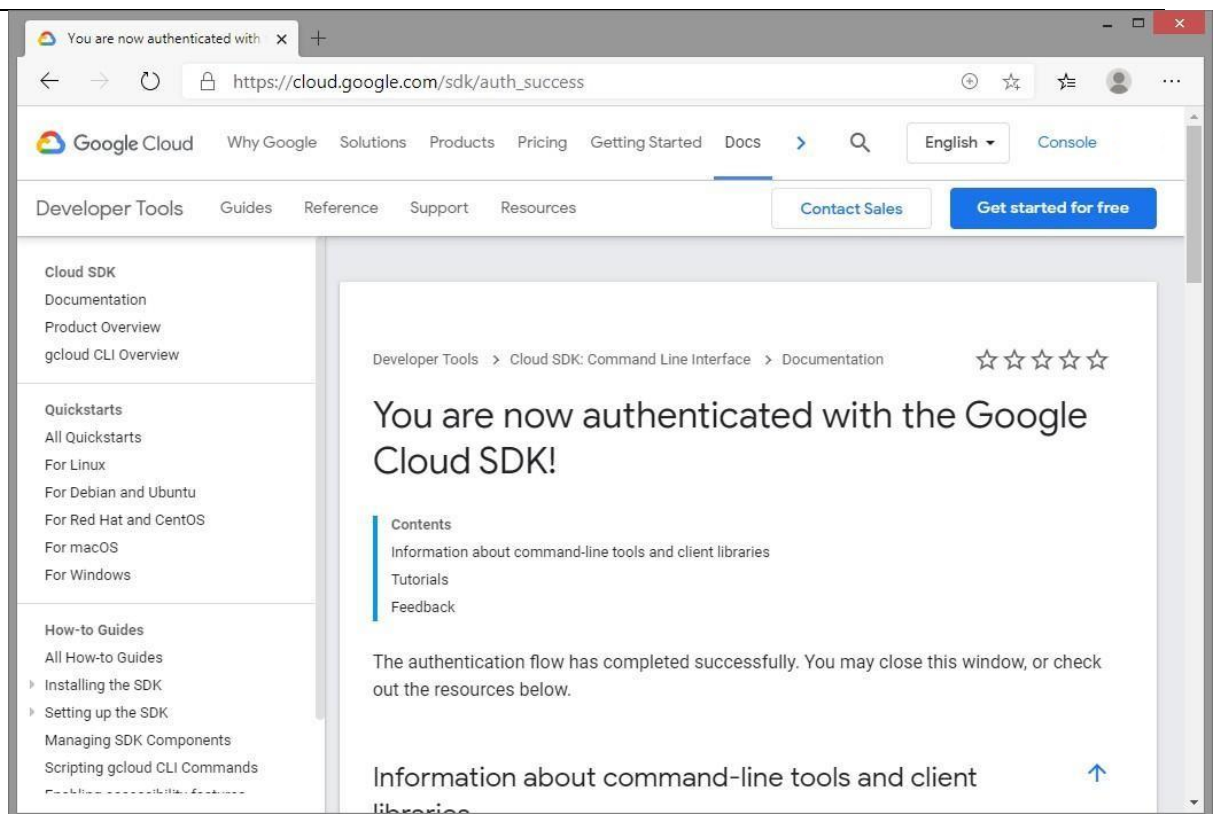 You are now authenticated with
https://cloud.google.com/sdk/auth_success
Google Cloud Why Google Solutions Products Pricing Getting Started Docs English Console
Developer Tools Guides Reference Support Resources Contact Sales Get started for free
Cloud SDK
Documentation
Product Overview
gcloud CLI Overview
Quickstarts
All Quickstarts
For Linux
For Debian and Ubuntu
For Red Hat and CentOS
For macOS
For Windows
How-to Guides
All How-to Guides
Installing the SDK
Setting up the SDK
Managing SDK Components
Scripting gcloud CLI Commands
Enabling accessibility features
Developer Tools > Cloud SDK: Command Line Interface > Documentation
You are now authenticated with the Google
Cloud SDK!
Contents
Information about command-line tools and client libraries
Tutorials
Feedback
The authentication flow has completed successfully. You may close this window, or check
out the resources below.
Information about command-line tools and client
libraries